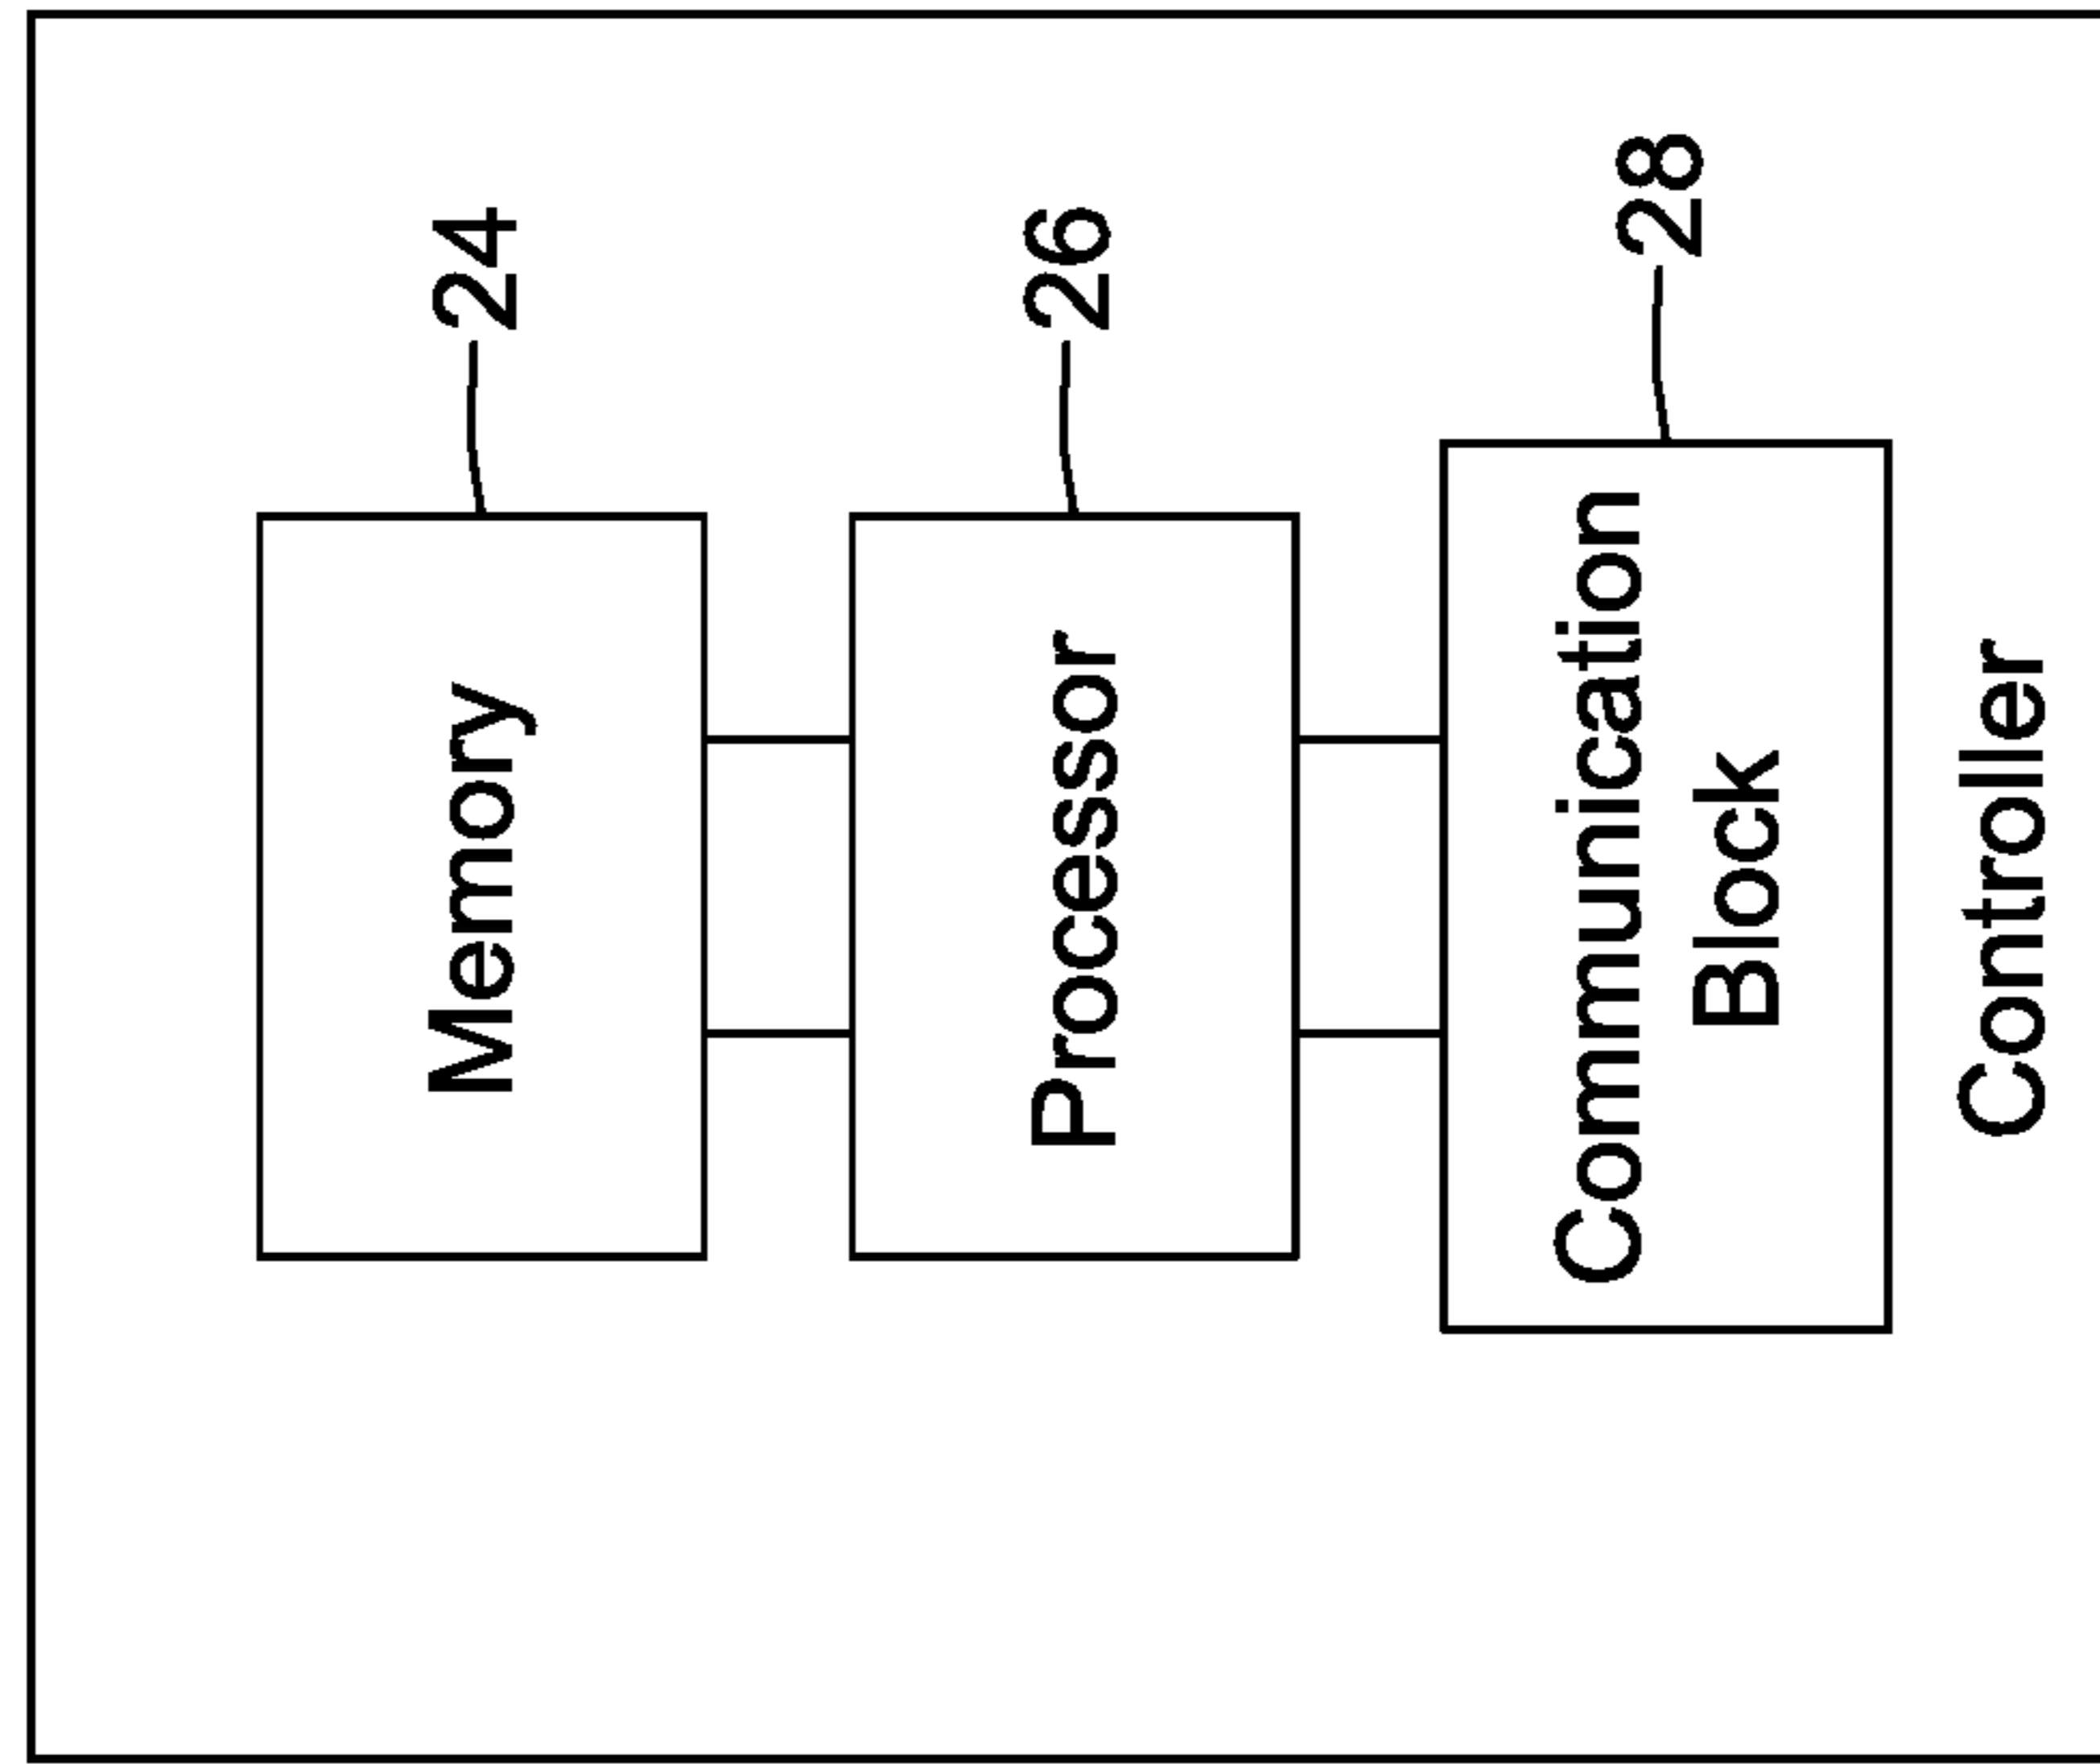 Memory
24
Processor
26
Communication
Block
28
Controller